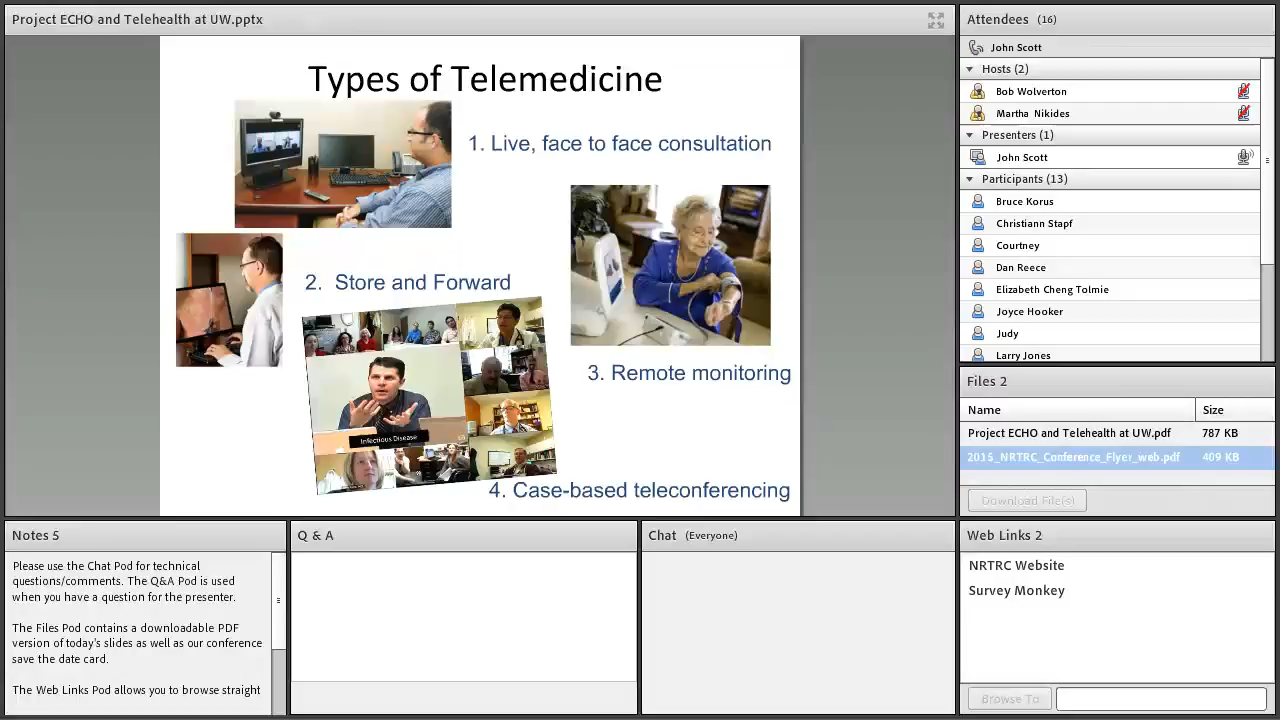 Project ECHO and Telehealth at UW.pptx
Types of Telemedicine
1. Live, face to face consultation
2. Store and Forward
3. Remote monitoring
Infectious Disease
4. Case-based teleconferencing
Attendees (16)
John Scott
Hosts (2)
Bob Wolverton
Martha Nikides
Presenters (1)
John Scott
Participants (13)
Bruce Korus
Christiann Stapf
Courtney
Dan Reece
Elizabeth Cheng Tolmie
Joyce Hooker
Judy
Larry Jones
Files 2
Name Size
Project ECHO and Telehealth at UW.pdf 787 KB
2015_NRTRC_Conference_Flyer_web.pdf 409 KB
Download File(s)
Notes 5
Please use the Chat Pod for technical
questions/comments. The Q&A Pod is used
when you have a question for the presenter.
The Files Pod contains a downloadable PDF
version of today's slides as well as our conference
save the date card.
The Web Links Pod allows you to browse straight
Q & A
Chat (Everyone)
Web Links 2
NRTRC Website
Survey Monkey
Browse To